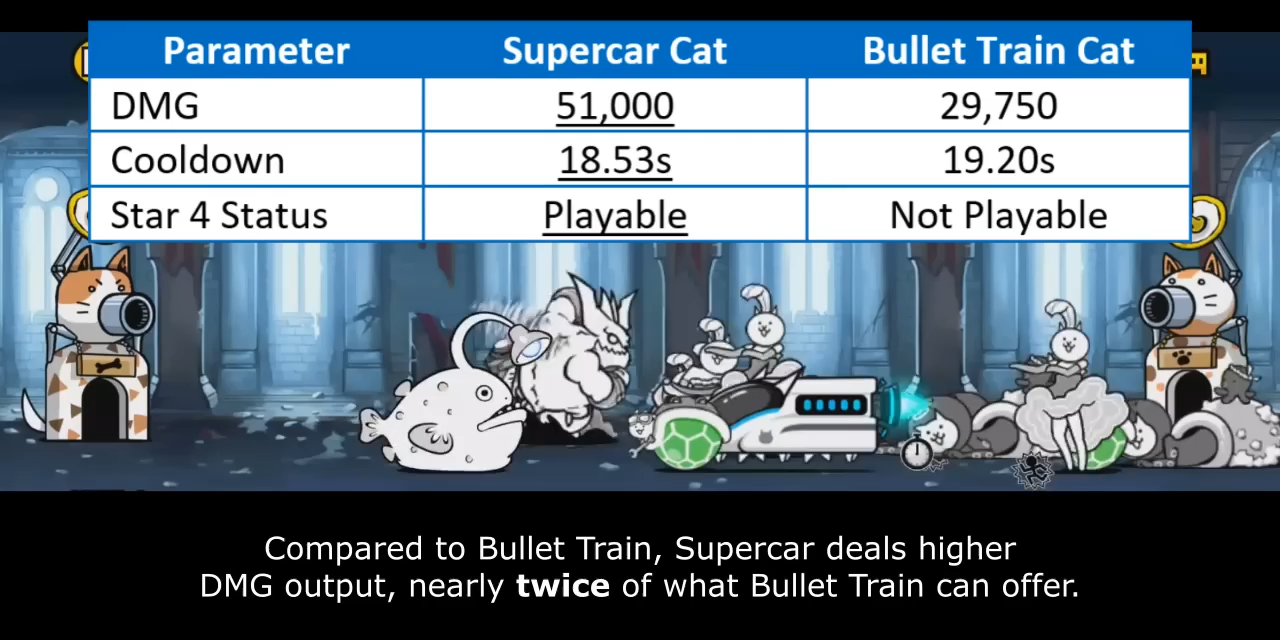 Parameter Supercar Cat Bullet Train Cat
DMG 51,000 29,750
Cooldown 18.53s 19.20s
Star 4 Status Playable Not Playable
Compared to Bullet Train, Supercar deals higher
DMG output, nearly twice of what Bullet Train can offer.